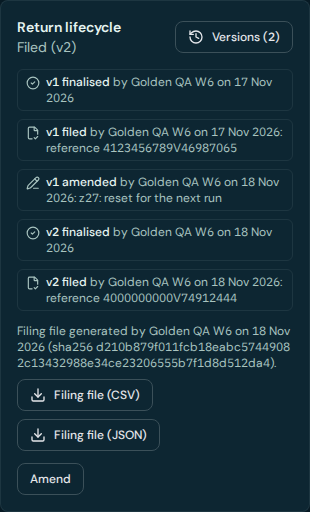 Return lifecycle
Filed (v2)
Versions (2)
v1 finalised by Golden QA W6 on 17 Nov
2026
v1 filed by Golden QA W6 on 17 Nov 2026:
reference 4123456789V46987065
v1 amended by Golden QA W6 on 18 Nov
2026: z27: reset for the next run
v2 finalised by Golden QA W6 on 18 Nov
2026
v2 filed by Golden QA W6 on 18 Nov 2026:
reference 4000000000V74912444
Filing file generated by Golden QA W6 on 18 Nov
2026 (sha256 d210b879f011fcb18eabc5744908
2c13432988e34ce23206555b7f1d8d512da4).
Filing file (CSV)
Filing file (JSON)
Amend